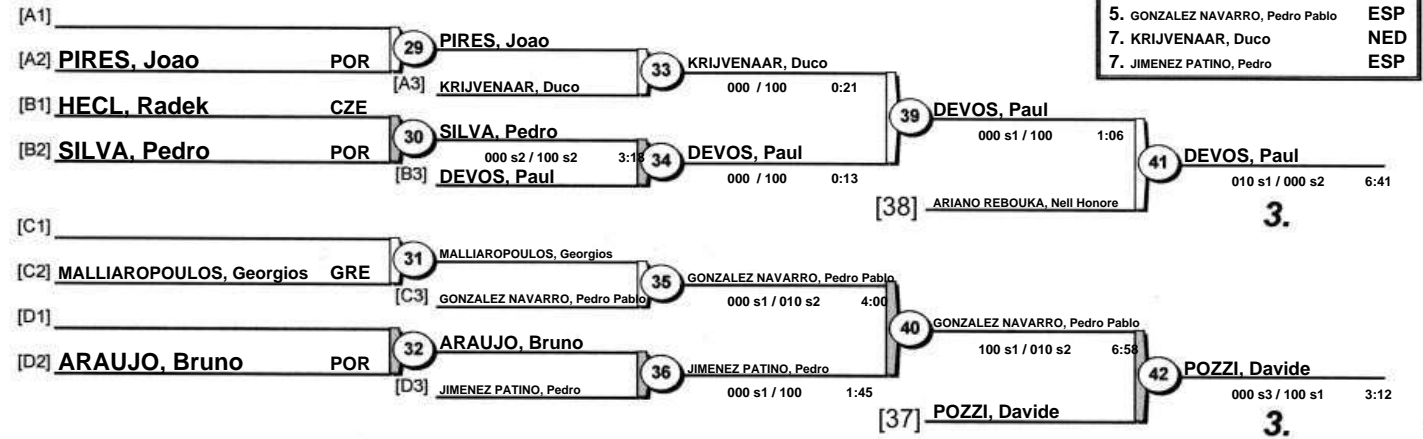 5. GONZALEZ NAVARRO, Pedro Pablo ESP
7. KRIJVENAAR, Duco NED
7. JIMENEZ PATINO, Pedro ESP
[A1]
[A2] PIRES, Joao POR
29
PIRES, Joao
[A3] KRIJVENAAR, Duco
33
KRIJVENAAR, Duco
000 / 100 0:21
[B1] HECL, Radek CZE
[B2] SILVA, Pedro POR
30
SILVA, Pedro
000 s2 / 100 s2 3:18
[B3] DEVOS, Paul
34
DEVOS, Paul
000 / 100 0:13
39
DEVOS, Paul
000 s1 / 100 1:06
[38] ARIANO REBOUKA, Nell Honore
41
DEVOS, Paul
010 s1 / 000 s2 6:41
3.
[C1]
[C2] MALLIAROPOULOS, Georgios GRE
31
MALLIAROPOULOS, Georgios
[C3] GONZALEZ NAVARRO, Pedro Pablo
35
GONZALEZ NAVARRO, Pedro Pablo
000 s1 / 010 s2 4:00
[D1]
[D2] ARAUJO, Bruno POR
32
ARAUJO, Bruno
[D3] JIMENEZ PATINO, Pedro
36
JIMENEZ PATINO, Pedro
000 s1 / 100 1:45
40
GONZALEZ NAVARRO, Pedro Pablo
100 s1 / 010 s2 6:58
[37] POZZI, Davide
42
POZZI, Davide
000 s3 / 100 s1 3:12
3.